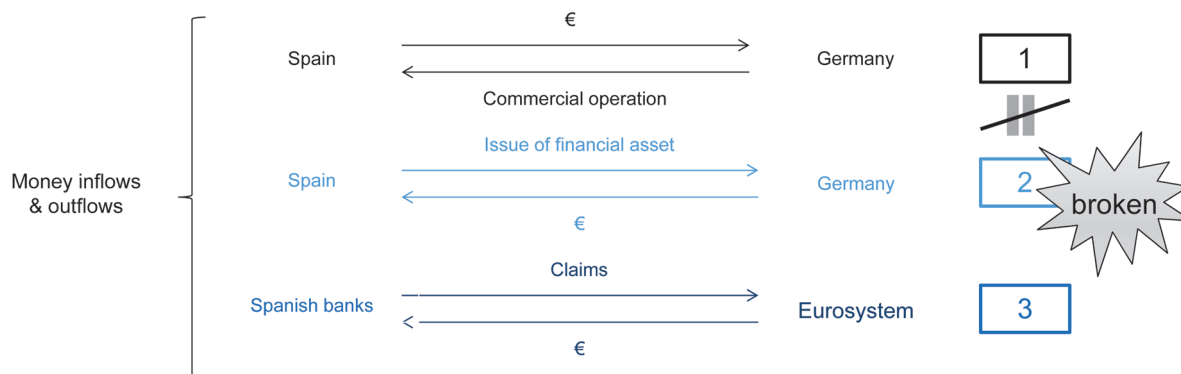 €
Spain
Germany
1
Commercial operation
Issue of financial asset
Money inflows
& outflows
Spain
Germany
2
broken
€
Claims
Spanish banks
Eurosystem
3
€